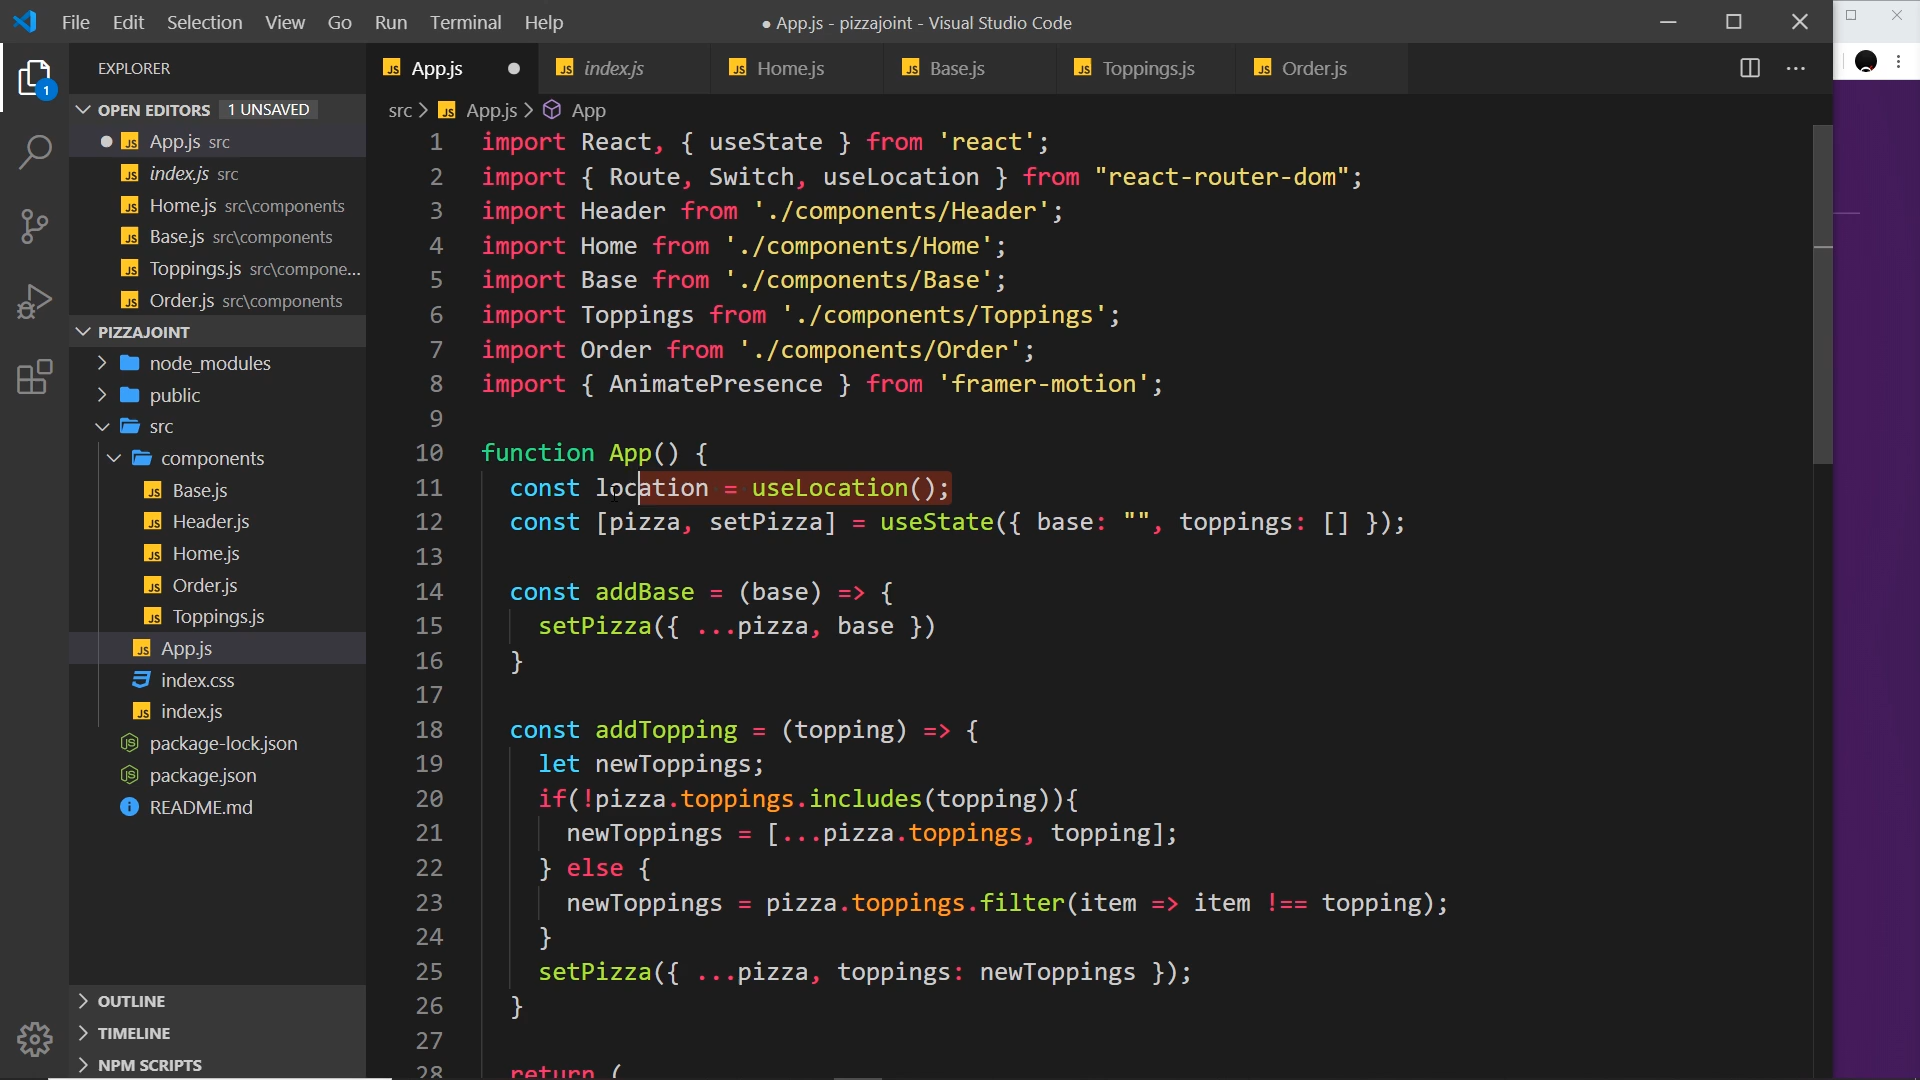 File Edit Selection View Go Run Terminal Help
● App.js - pizzajoint - Visual Studio Code
EXPLORER
OPEN EDITORS 1 UNSAVED
App.js src
index.js src
Home.js src\components
Base.js src\components
Toppings.js src\compone...
Order.js src\components
PIZZAJOINT
node_modules
public
src
components
Base.js
Header.js
Home.js
Order.js
Toppings.js
App.js
index.css
index.js
package-lock.json
package.json
README.md
OUTLINE
TIMELINE
NPM SCRIPTS
1
App.js index.js Home.js Base.js Toppings.js Order.js
src > App.js > App
1 import React, { useState } from 'react';
2 import { Route, Switch, useLocation } from "react-router-dom";
3 import Header from './components/Header';
4 import Home from './components/Home';
5 import Base from './components/Base';
6 import Toppings from './components/Toppings';
7 import Order from './components/Order';
8 import { AnimatePresence } from 'framer-motion';
9
10 function App() {
11 const location = useLocation();
12 const [pizza, setPizza] = useState({ base: "", toppings: [] });
13
14 const addBase = (base) => {
15 setPizza({ ...pizza, base })
16 }
17
18 const addTopping = (topping) => {
19 let newToppings;
20 if(!pizza.toppings.includes(topping)){
21 newToppings = [...pizza.toppings, topping];
22 } else {
23 newToppings = pizza.toppings.filter(item => item !== topping);
24 }
25 setPizza({ ...pizza, toppings: newToppings });
26 }
27
28 return (